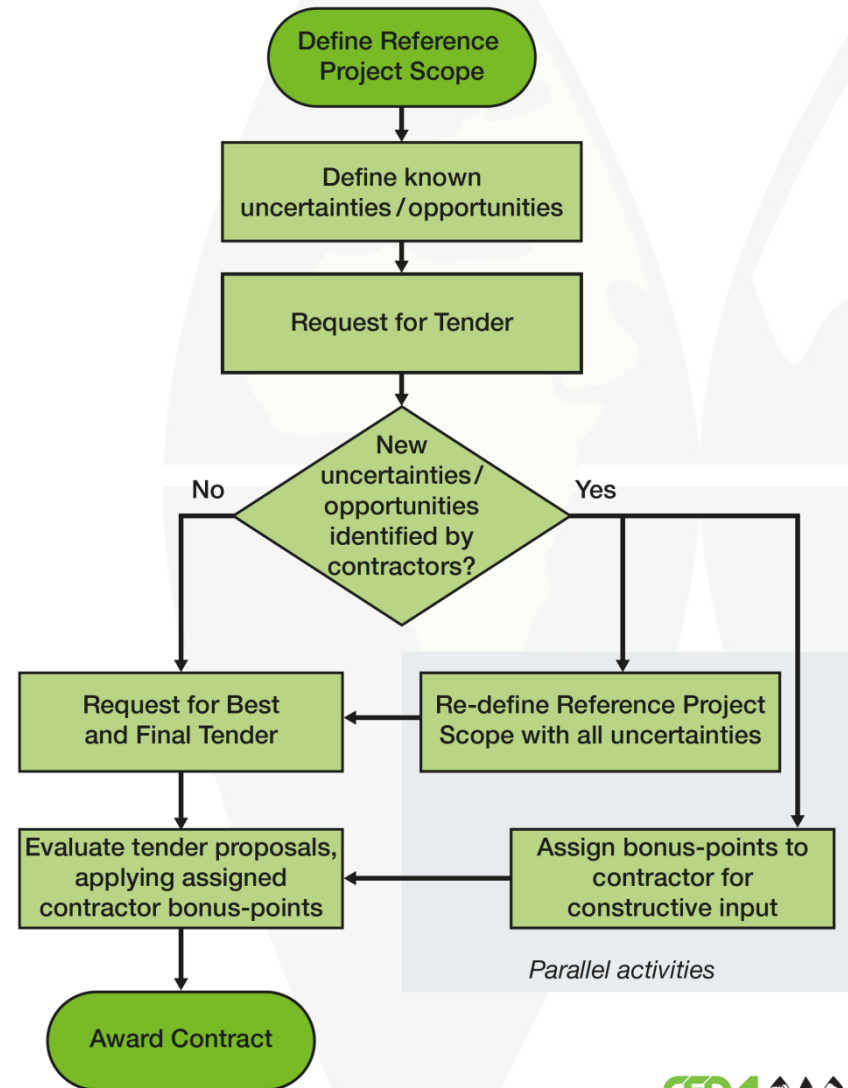 Define Reference
Project Scope
Define known
uncertainties / opportunities
Request for Tender
New
uncertainties /
opportunities
identified by
contractors?
No
Yes
Request for Best
and Final Tender
Re-define Reference Project
Scope with all uncertainties
Evaluate tender proposals,
applying assigned
contractor bonus-points
Assign bonus-points to
contractor for
constructive input
Parallel activities
Award Contract